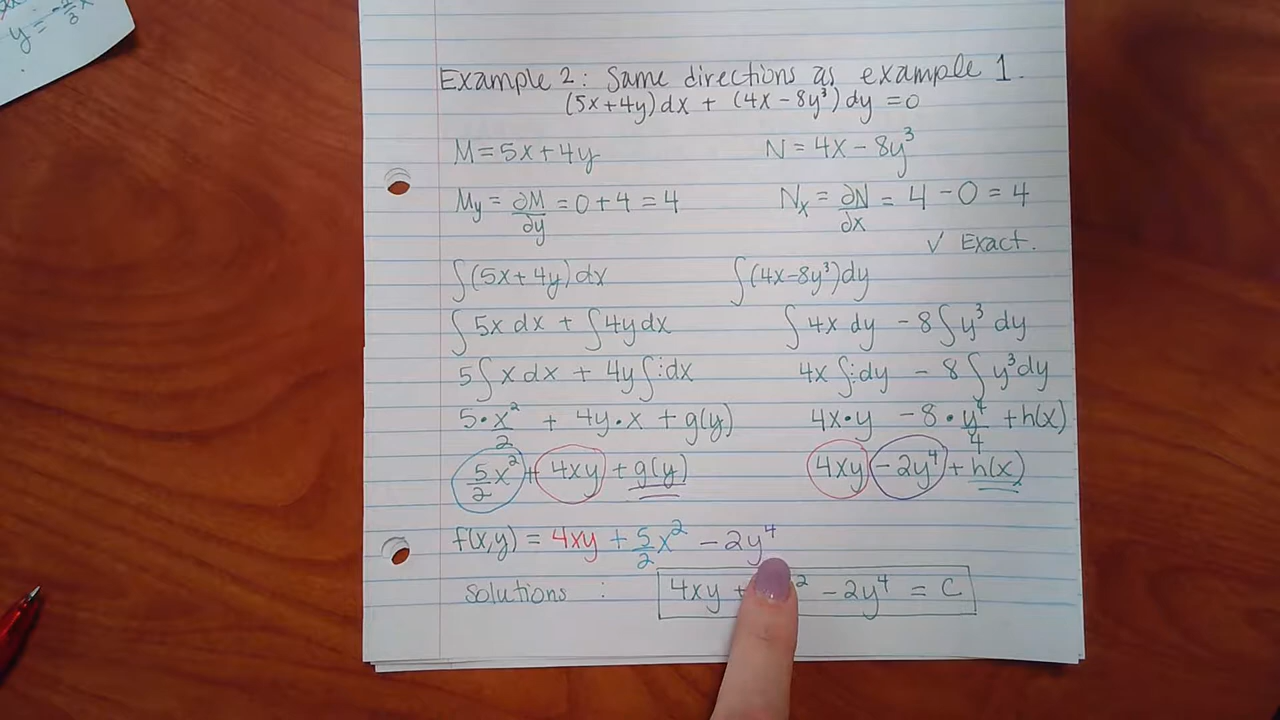 y = -
Example 2: Same directions as example 1.
(5x+4y)dx + (4x-8y³)dy = 0
M = 5x+4y N = 4x - 8y³
My = ∂M/∂y = 0+4 = 4 Nx = ∂N/∂x = 4 - 0 = 4
✓ Exact.
∫(5x+4y)dx ∫(4x-8y³)dy
∫5x dx + ∫4y dx ∫4x dy - 8∫y³ dy
5∫x dx + 4y∫:dx 4x∫:dy - 8∫y³dy
5•x²/2 + 4y•x + g(y) 4x•y - 8•y⁴/4 + h(x)
5/2x² + 4xy + g(y) 4xy - 2y⁴ + h(x)
f(x,y) = 4xy + 5/2x² - 2y⁴
Solutions : 4xy + ² - 2y⁴ = C